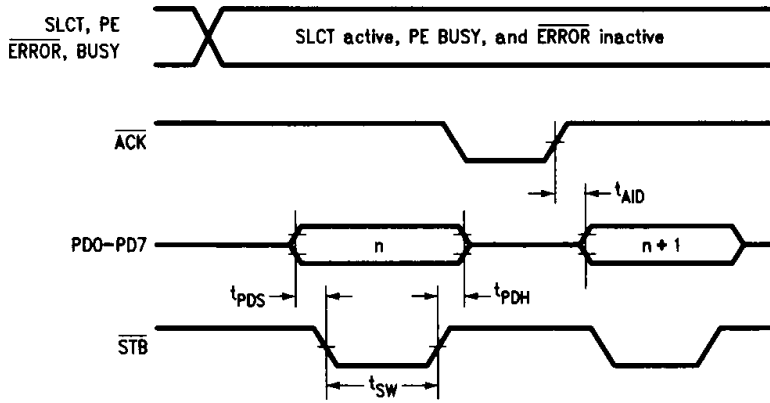 SLCT, PE
ERROR, BUSY
SLCT active, PE BUSY, and ERROR inactive
ACK
tAID
PD0-PD7
n
n + 1
tPDS
tPDH
STB
tSW